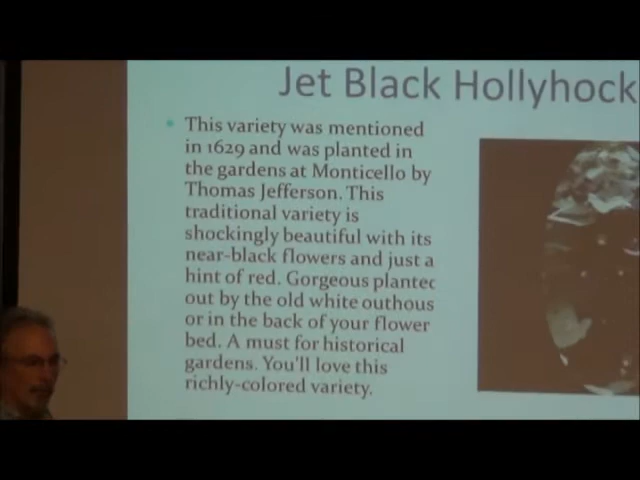 Jet Black Hollyhock
This variety was mentioned
in 1629 and was planted in
the gardens at Monticello by
Thomas Jefferson. This
traditional variety is
shockingly beautiful with its
near-black flowers and just a
hint of red. Gorgeous planted
out by the old white outhous
or in the back of your flower
bed. A must for historical
gardens. You'll love this
richly-colored variety.